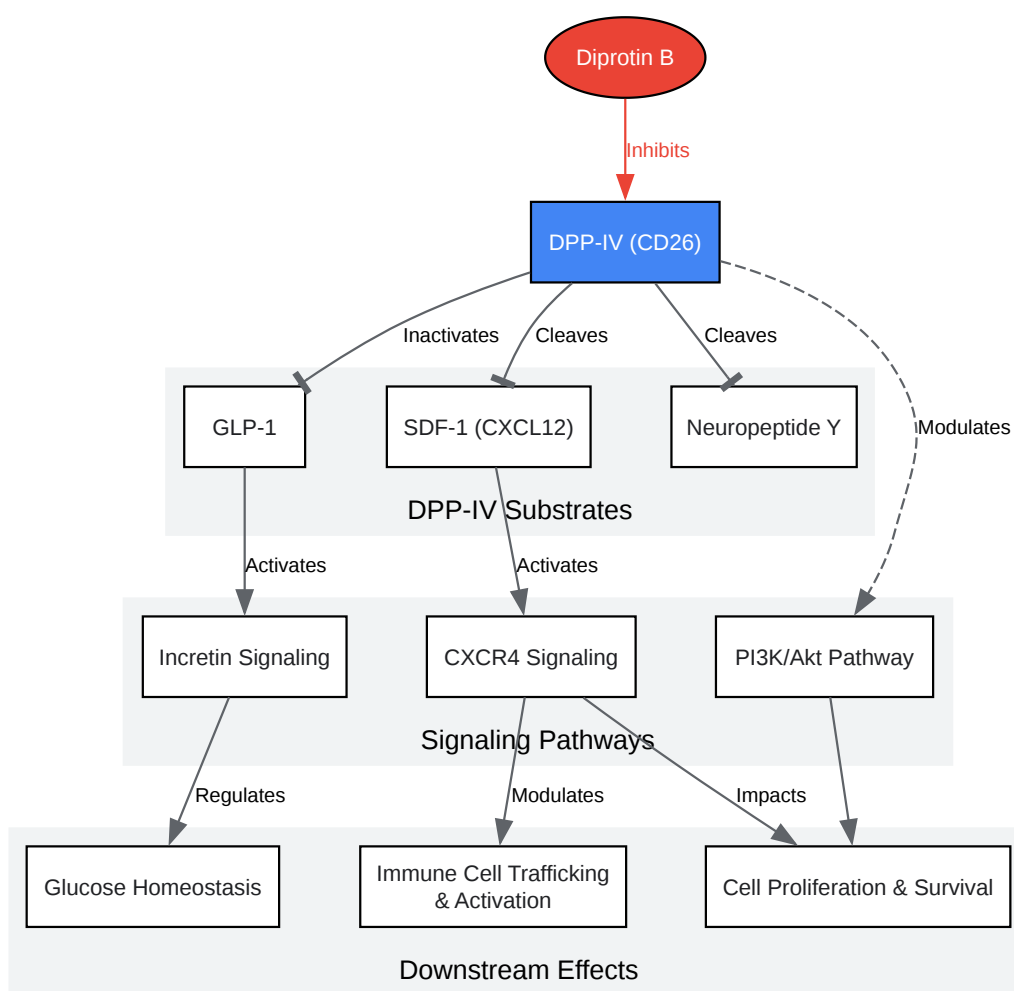 Diprotin B
Inhibits
DPP-IV (CD26)
Inactivates
Cleaves
Cleaves
GLP-1
SDF-1 (CXCL12)
Neuropeptide Y
Modulates
DPP-IV Substrates
Activates
Activates
Incretin Signaling
CXCR4 Signaling
PI3K/Akt Pathway
Signaling Pathways
Regulates
Modulates
Impacts
Glucose Homeostasis
Immune Cell Trafficking
& Activation
Cell Proliferation & Survival
Downstream Effects